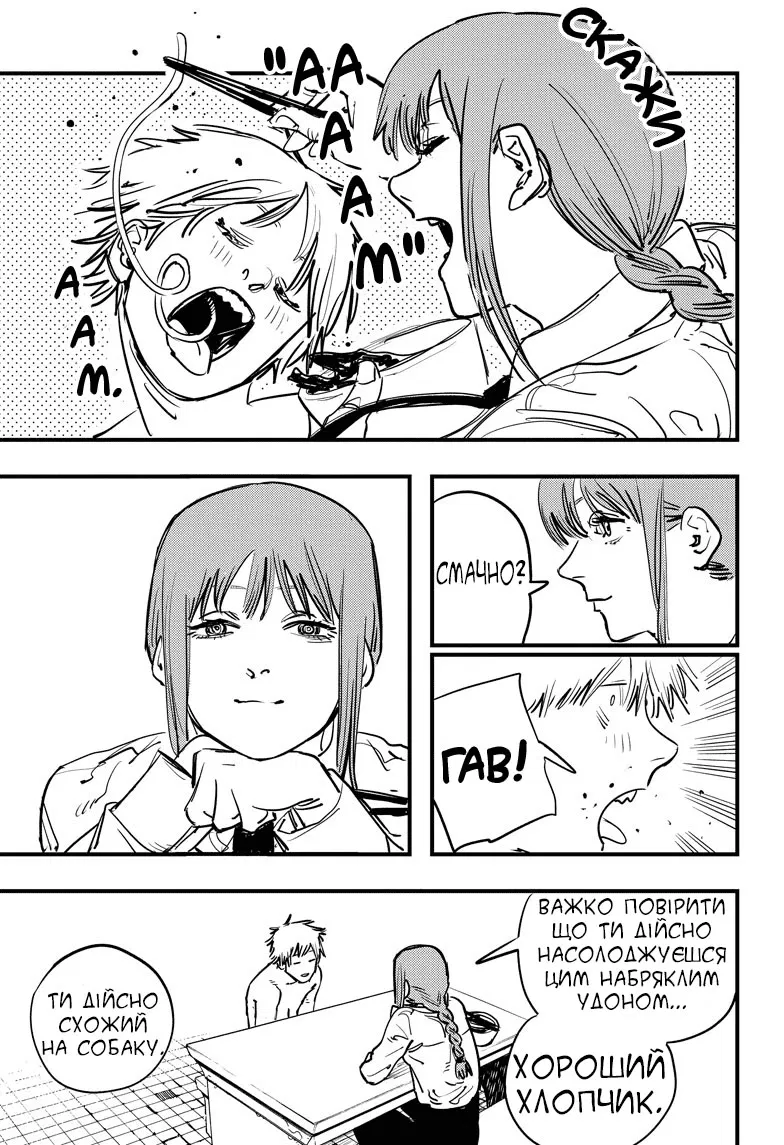 СКАЖИ
"АА
А
А
А
М"
А
А
М.
СМАЧНО?
ГАВ!
ВАЖКО ПОВІРИТИ
ЩО ТИ ДІЙСНО
НАСОЛОДЖУЄШСЯ
ЦИМ НАБРЯКЛИМ
УДОНОМ...
ХОРОШИЙ
ХЛОПЧИК.
ТИ ДІЙСНО
СХОЖИЙ
НА СОБАКУ.